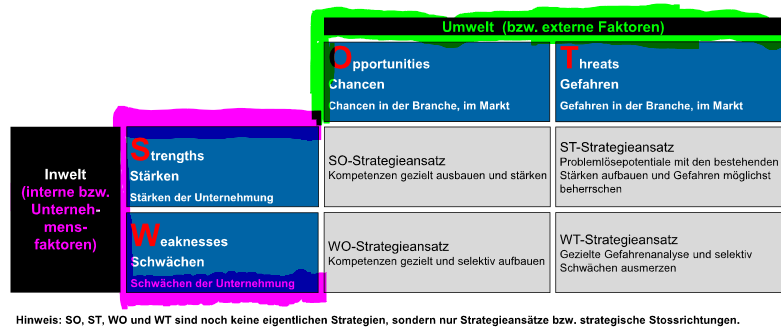 Umwelt (bzw. externe Faktoren)
Opportunities
Chancen
Chancen in der Branche, im Markt
Threats
Gefahren
Gefahren in der Branche, im Markt
Inwelt
(interne bzw.
Unterneh-
mens-
faktoren)
Strengths
Stärken
Stärken der Unternehmung
SO-Strategieansatz
Kompetenzen gezielt ausbauen und stärken
ST-Strategieansatz
Problemlösepotentiale mit den bestehenden
Stärken aufbauen und Gefahren möglichst
beherrschen
Weaknesses
Schwächen
Schwächen der Unternehmung
WO-Strategieansatz
Kompetenzen gezielt und selektiv aufbauen
WT-Strategieansatz
Gezielte Gefahrenanalyse und selektiv
Schwächen ausmerzen
Hinweis: SO, ST, WO und WT sind noch keine eigentlichen Strategien, sondern nur Strategieansätze bzw. strategische Stossrichtungen.